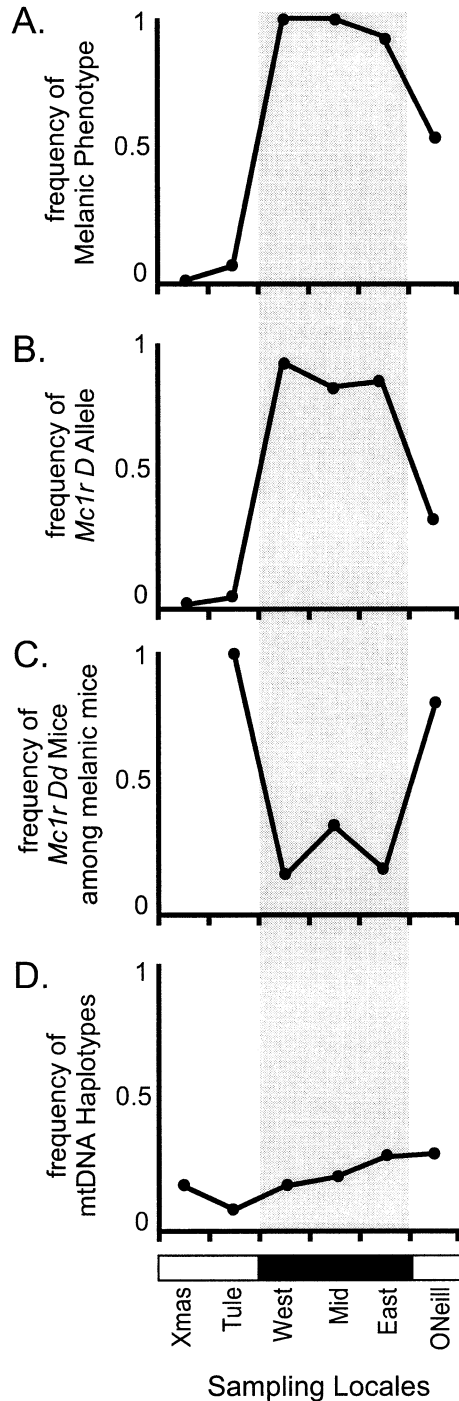 A.
frequency of
Melanic Phenotype
1
0.5
0
B.
frequency of
Mc1r D Allele
1
0.5
0
C.
frequency of
Mc1r Dd Mice
among melanic mice
1
0.5
0
D.
frequency of
mtDNA Haplotypes
1
0.5
0
Xmas
Tule
West
Mid
East
ONeill
Sampling Locales